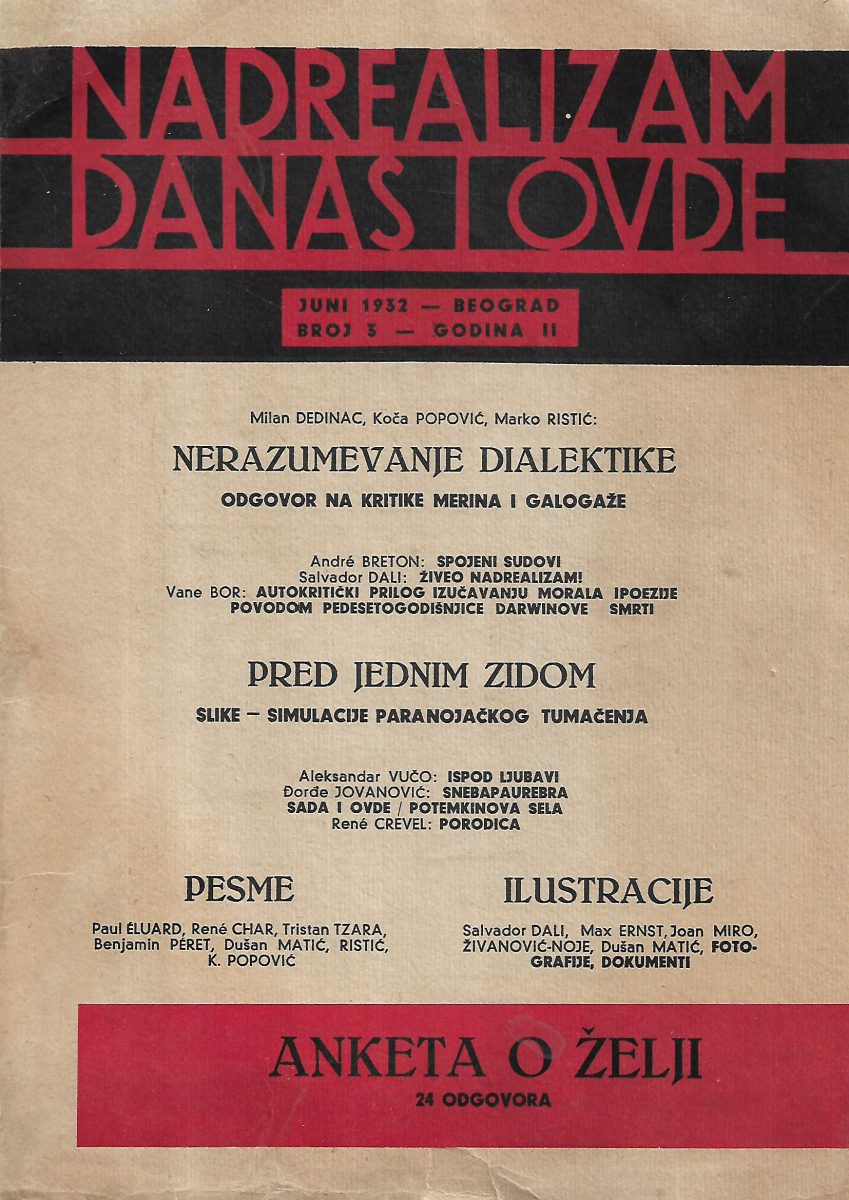 NADREALIZAM
DANAS I OVDE
JUNI 1932 — BEOGRAD
BROJ 3 — GODINA II
Milan DEDINAC, Koča POPOVIĆ, Marko RISTIĆ:
NERAZUMEVANJE DIALEKTIKE
ODGOVOR NA KRITIKE MERINA I GALOGAŽE
André BRETON: SPOJENI SUDOVI
Salvador DALI: ŽIVEO NADREALIZAM!
Vane BOR: AUTOKRITIČKI PRILOG IZUČAVANJU MORALA IPOEZIJE
POVODOM PEDESETOGODIŠNJICE DARWINOVE SMRTI
PRED JEDNIM ZIDOM
SLIKE — SIMULACIJE PARANOJAČKOG TUMAČENJA
Aleksandar VUČO: ISPOD LJUBAVI
Đorđe JOVANOVIĆ: SNEBAPAUREBRA
SADA I OVDE / POTEMKINOVA SELA
René CREVEL: PORODICA
PESME
Paul ÉLUARD, René CHAR, Tristan TZARA,
Benjamin PÉRET, Dušan MATIĆ, RISTIĆ,
K. POPOVIĆ
ILUSTRACIJE
Salvador DALI, Max ERNST, Joan MIRO,
ŽIVANOVIĆ-NOJE, Dušan MATIĆ, FOTO-
GRAFIJE, DOKUMENTI
ANKETA O ŽELJI
24 ODGOVORA